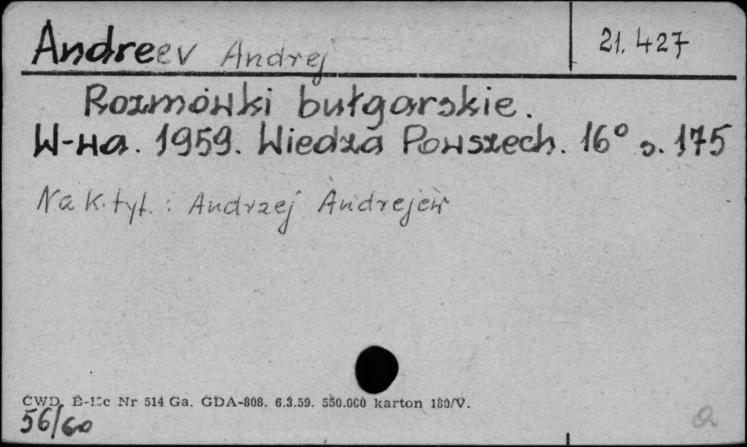 Andreev Andrej
21.427
Rozmówki bułgarskie.
W-wa. 1959. Wiedza Powszech. 16° s. 175
Na k. tyt.: Andrzej Andrejew
CWD. B-15c Nr 514 Ga. GDA-808. 6.3.59. 550.000 karton 180/V.
56/60